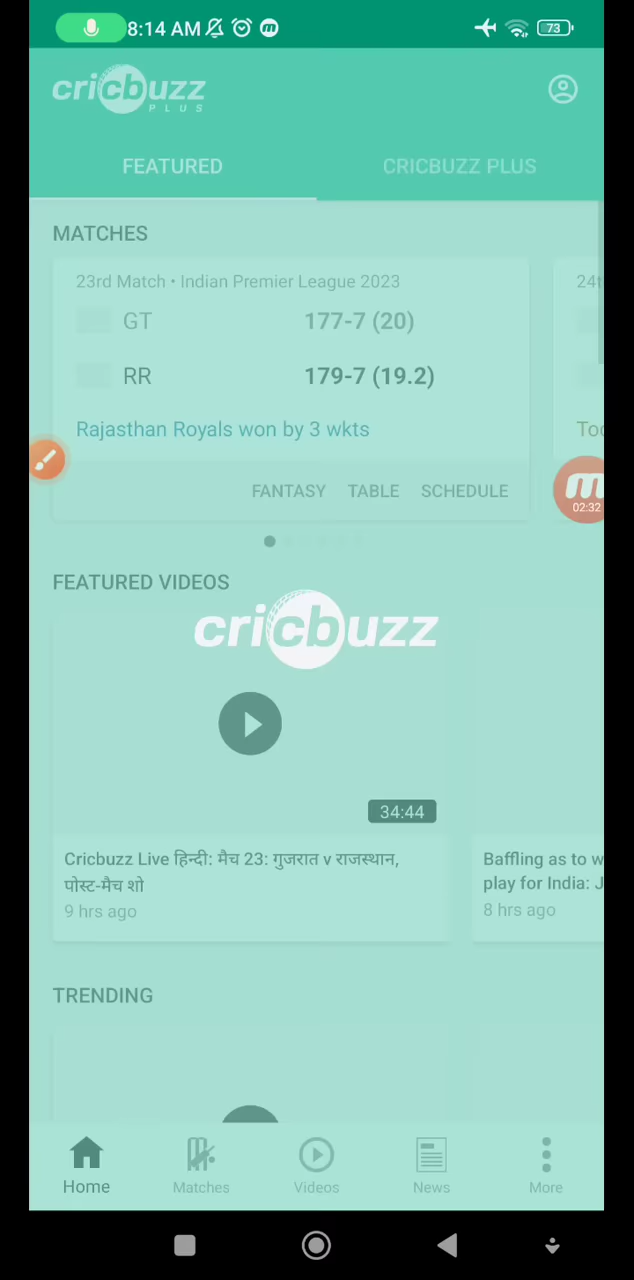 8:14 AM
73
cricbuzz
PLUS
FEATURED
CRICBUZZ PLUS
MATCHES
23rd Match • Indian Premier League 2023
24t
GT 177-7 (20)
RR 179-7 (19.2)
Rajasthan Royals won by 3 wkts
Tod
FANTASY TABLE SCHEDULE
02:32
FEATURED VIDEOS
cricbuzz
34:44
Cricbuzz Live हिन्दी: मैच 23: गुजरात v राजस्थान,
पोस्ट-मैच शो
9 hrs ago
Baffling as to w
play for India: J
8 hrs ago
TRENDING
Home
Matches
Videos
News
More